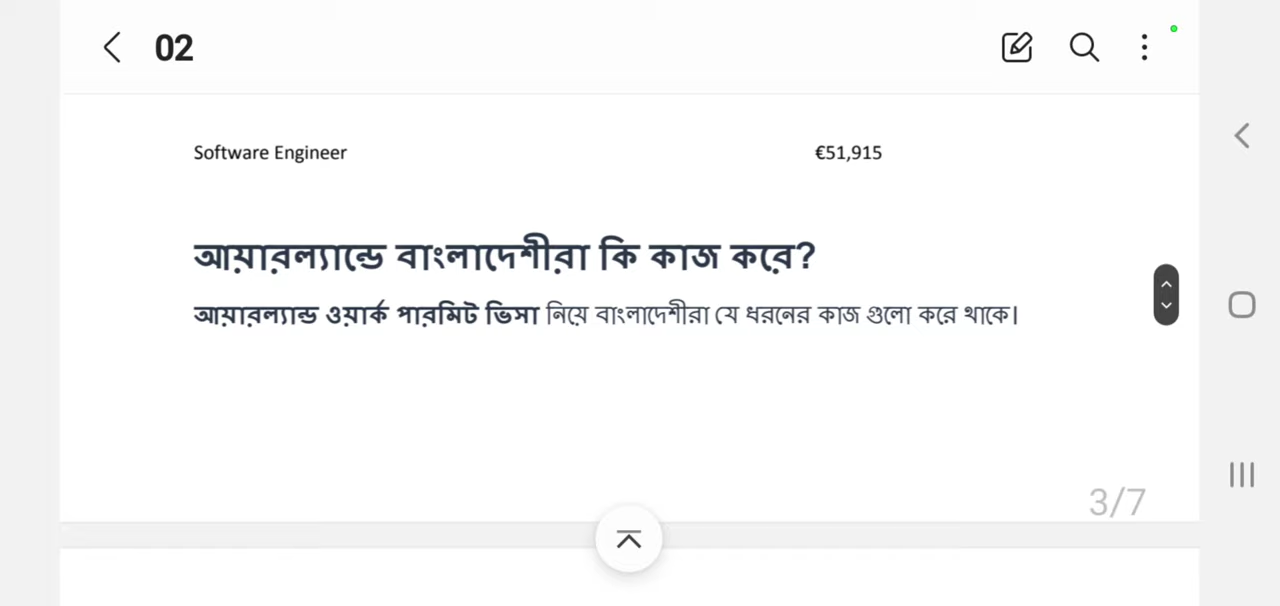 02
Software Engineer €51,915
আয়ারল্যান্ডে বাংলাদেশীরা কি কাজ করে?
আয়ারল্যান্ড ওয়ার্ক পারমিট ভিসা নিয়ে বাংলাদেশীরা যে ধরনের কাজ গুলো করে থাকে।
3/7